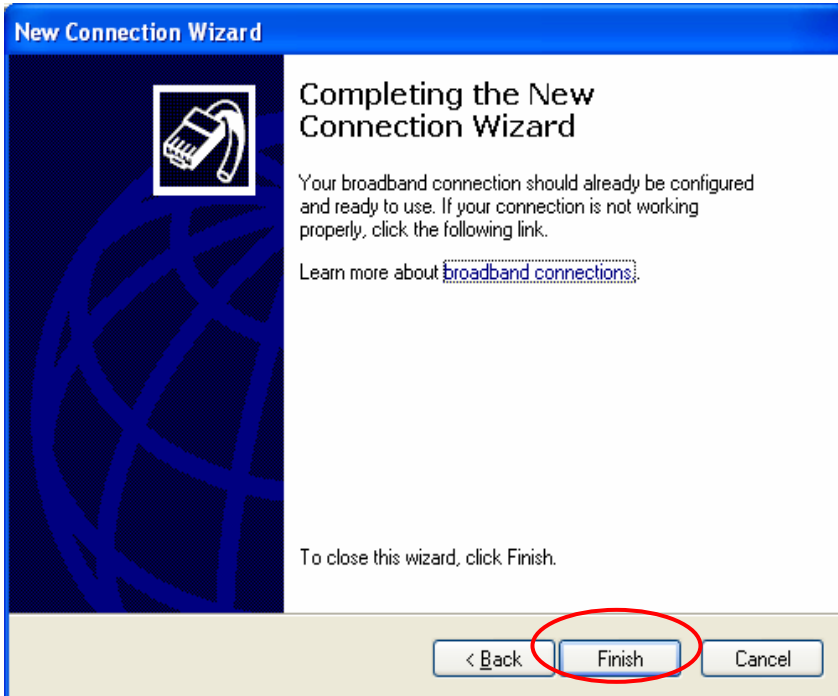 New Connection Wizard
Completing the New
Connection Wizard
Your broadband connection should already be configured
and ready to use. If your connection is not working
properly, click the following link.
Learn more about broadband connections.
To close this wizard, click Finish.
< Back Finish Cancel